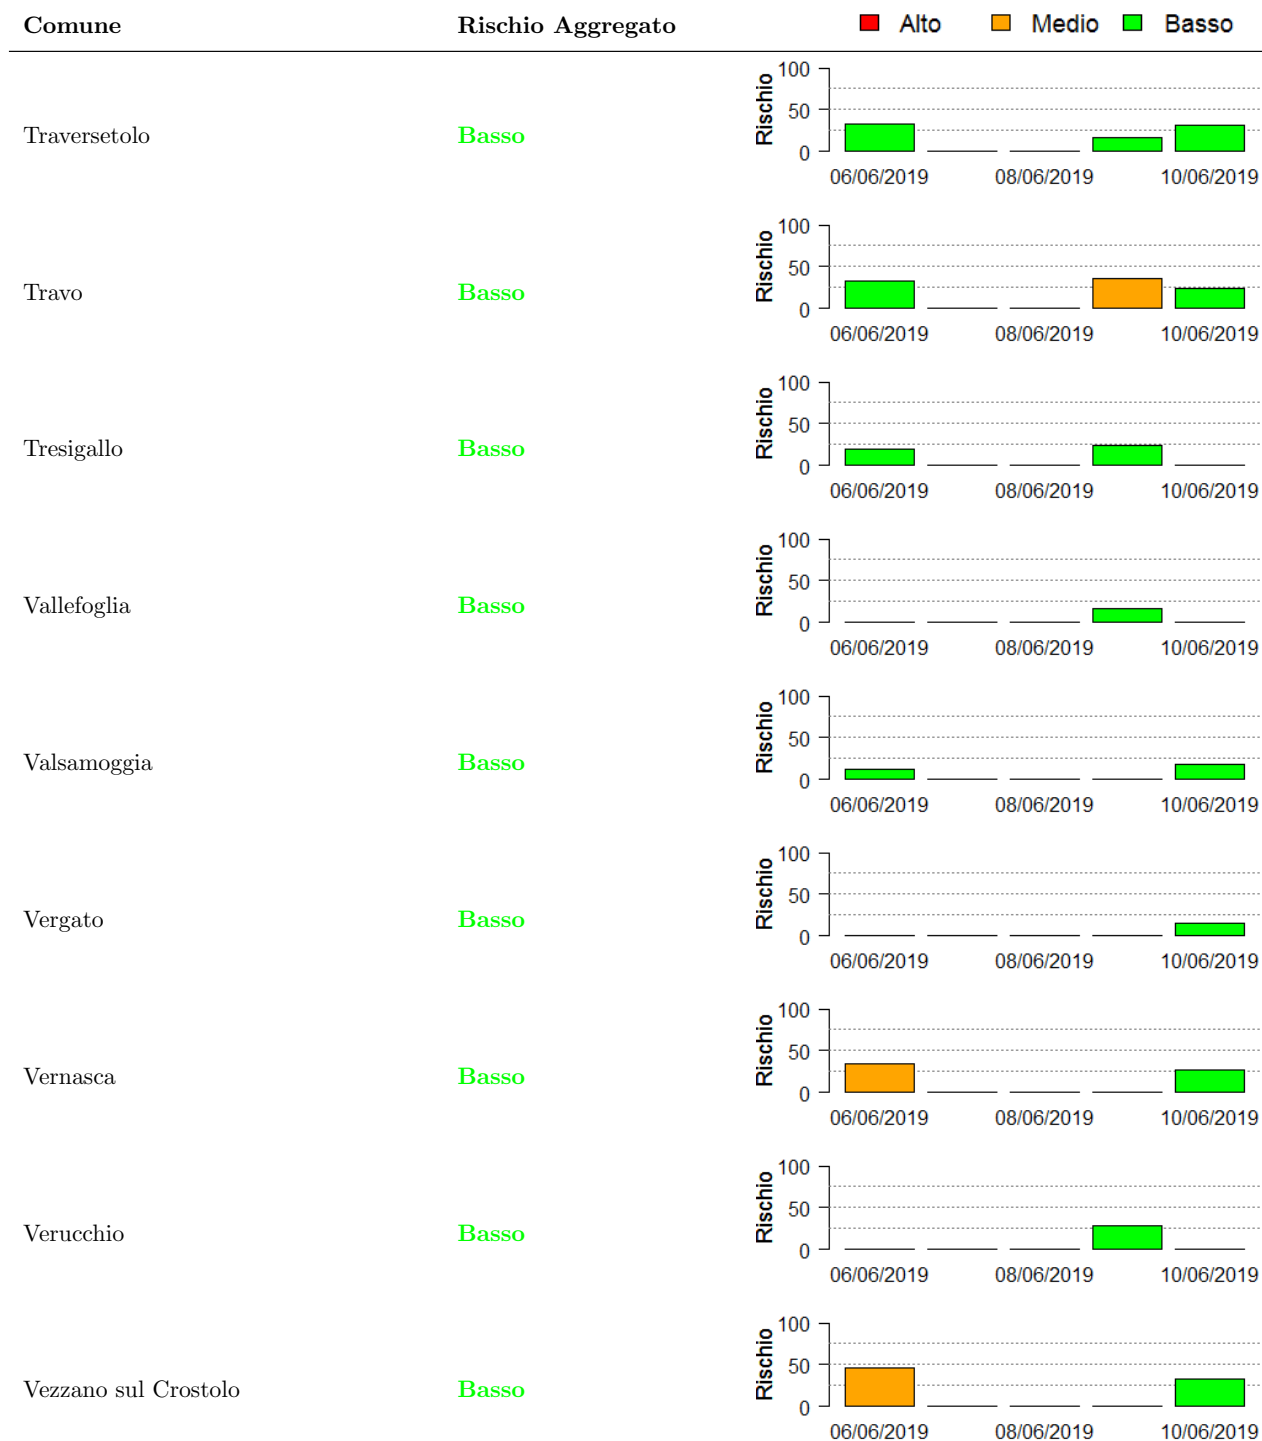 Comune Rischio Aggregato Alto Medio Basso
Traversetolo Basso
Rischio
100
50
0
06/06/2019 08/06/2019 10/06/2019
Travo Basso
Rischio
100
50
0
06/06/2019 08/06/2019 10/06/2019
Tresigallo Basso
Rischio
100
50
0
06/06/2019 08/06/2019 10/06/2019
Vallefoglia Basso
Rischio
100
50
0
06/06/2019 08/06/2019 10/06/2019
Valsamoggia Basso
Rischio
100
50
0
06/06/2019 08/06/2019 10/06/2019
Vergato Basso
Rischio
100
50
0
06/06/2019 08/06/2019 10/06/2019
Vernasca Basso
Rischio
100
50
0
06/06/2019 08/06/2019 10/06/2019
Verucchio Basso
Rischio
100
50
0
06/06/2019 08/06/2019 10/06/2019
Vezzano sul Crostolo Basso
Rischio
100
50
0
06/06/2019 08/06/2019 10/06/2019